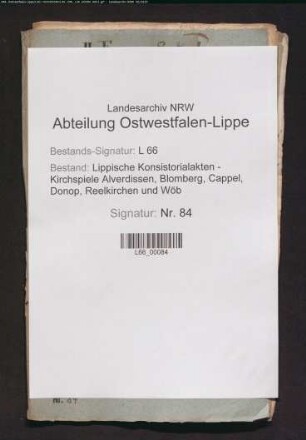 Landesarchiv NRW
Abteilung Ostwestfalen-Lippe
Bestands-Signatur: L 66
Bestand: Lippische Konsistorialakten -
Kirchspiele Alverdissen, Blomberg, Cappel,
Donop, Reelkirchen und Wöb
Signatur: Nr. 84
L66_00084